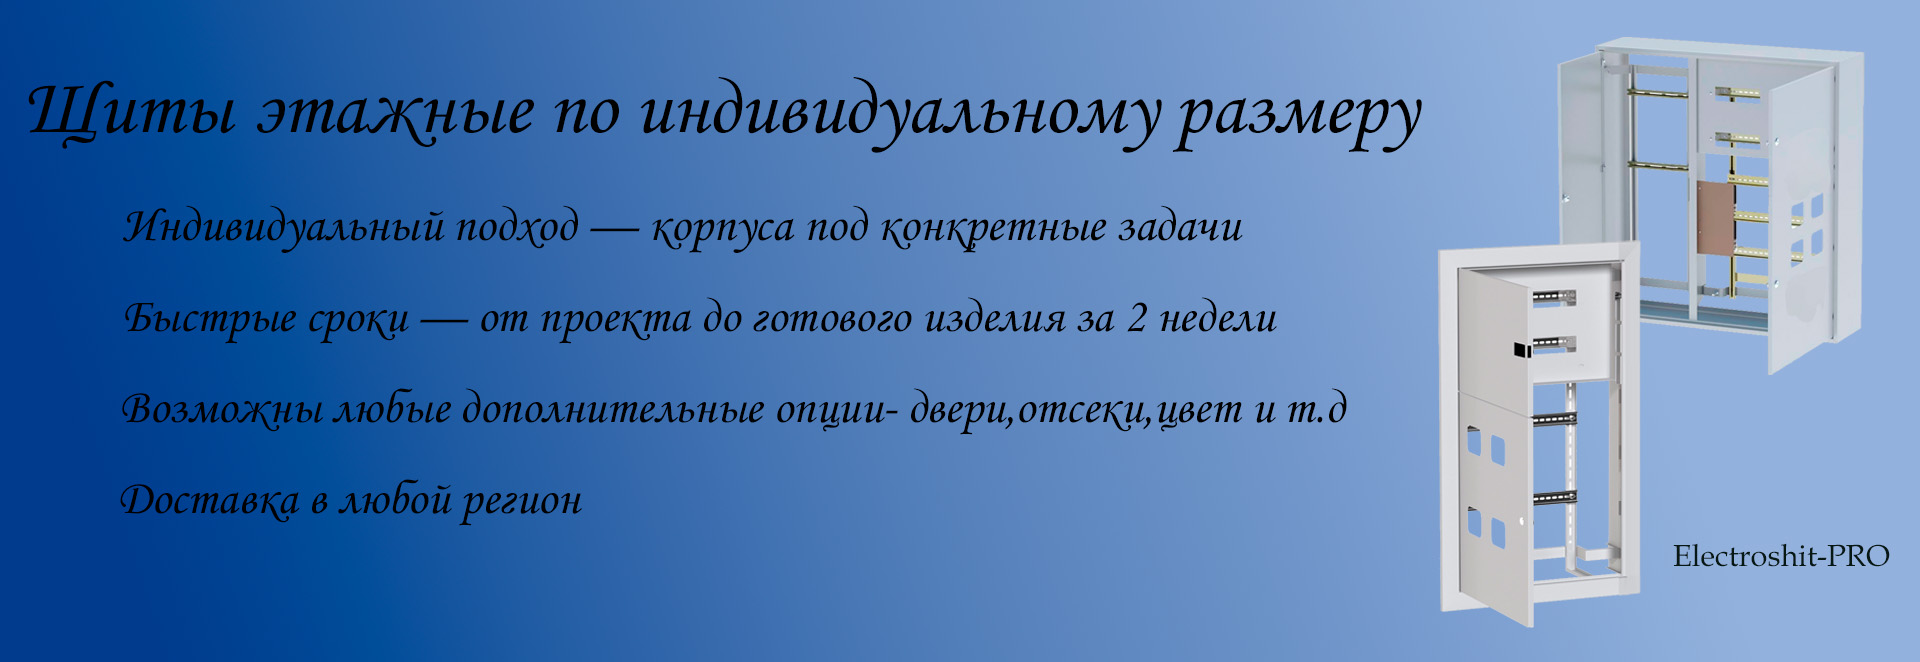 Щиты этажные по индивидуальному размеру
Индивидуальный подход — корпуса под конкретные задачи
Быстрые сроки — от проекта до готового изделия за 2 недели
Возможны любые дополнительные опции- двери,отсеки,цвет и т.д
Доставка в любой регион
Electroshit-PRO